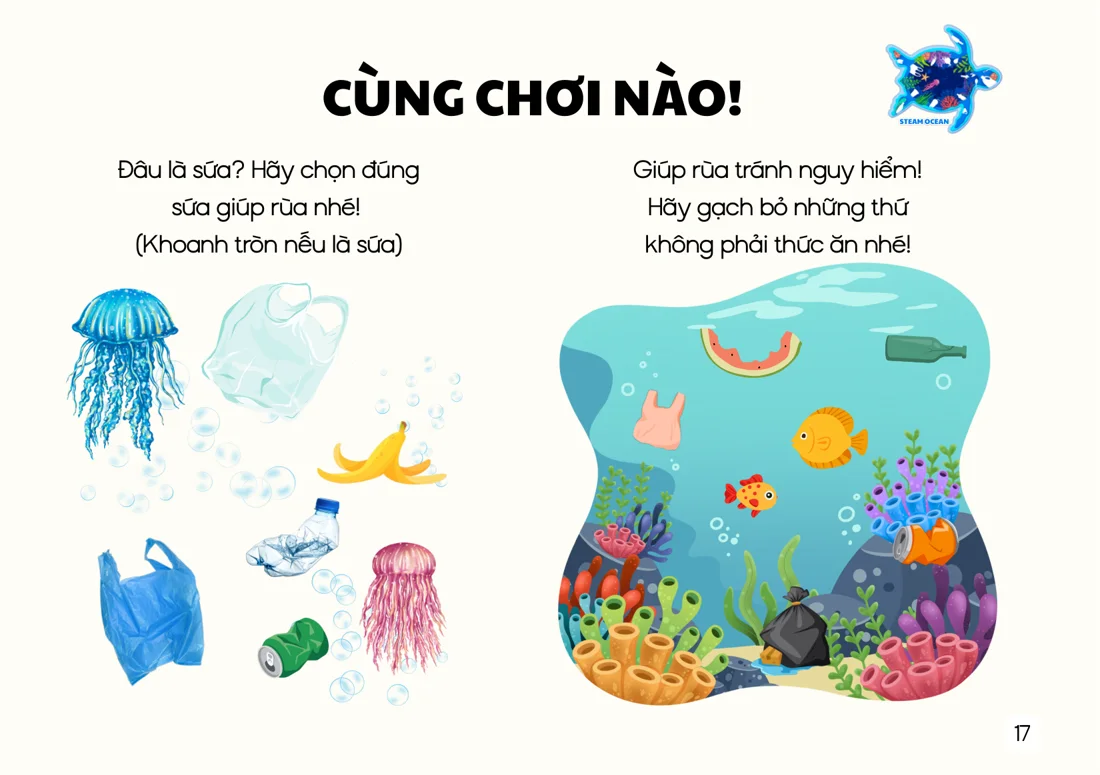 CÙNG CHƠI NÀO!
STEAM OCEAN
Đâu là sứa? Hãy chọn đúng
sứa giúp rùa nhé!
(Khoanh tròn nếu là sứa)
Giúp rùa tránh nguy hiểm!
Hãy gạch bỏ những thứ
không phải thức ăn nhé!
17